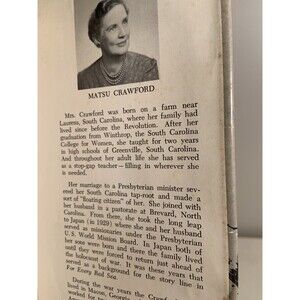 MATSU CRAWFORD
Mrs. Crawford was born on a farm near
Laurens, South Carolina, where her family had
lived since before the Revolution. After her
graduation from Winthrop, the South Carolina
College for Women, she taught for two years
in high schools of Greenville, South Carolina.
And throughout her adult life she has served
as a stop-gap teacher—filling in wherever she
is needed.
Her marriage to a Presbyterian minister sev
ered her South Carolina tap-root and made a
sort of "floating citizen" of her. She joined with
her husband in a pastorate at Brevard, North
Carolina. From there, she took the long leap
to Japan (in 1929) where she and her husband
served as missionaries under the Presbyterian
U.S. World Mission Board. In Japan both of
her sons were born and there the family lived
until they were forced to return just ahead of
the holocaust of war. It was these years that
provided the background for the story line in
For Every Red Sea.
During the war years the Craw
lived in Macon, Georgia
worked for